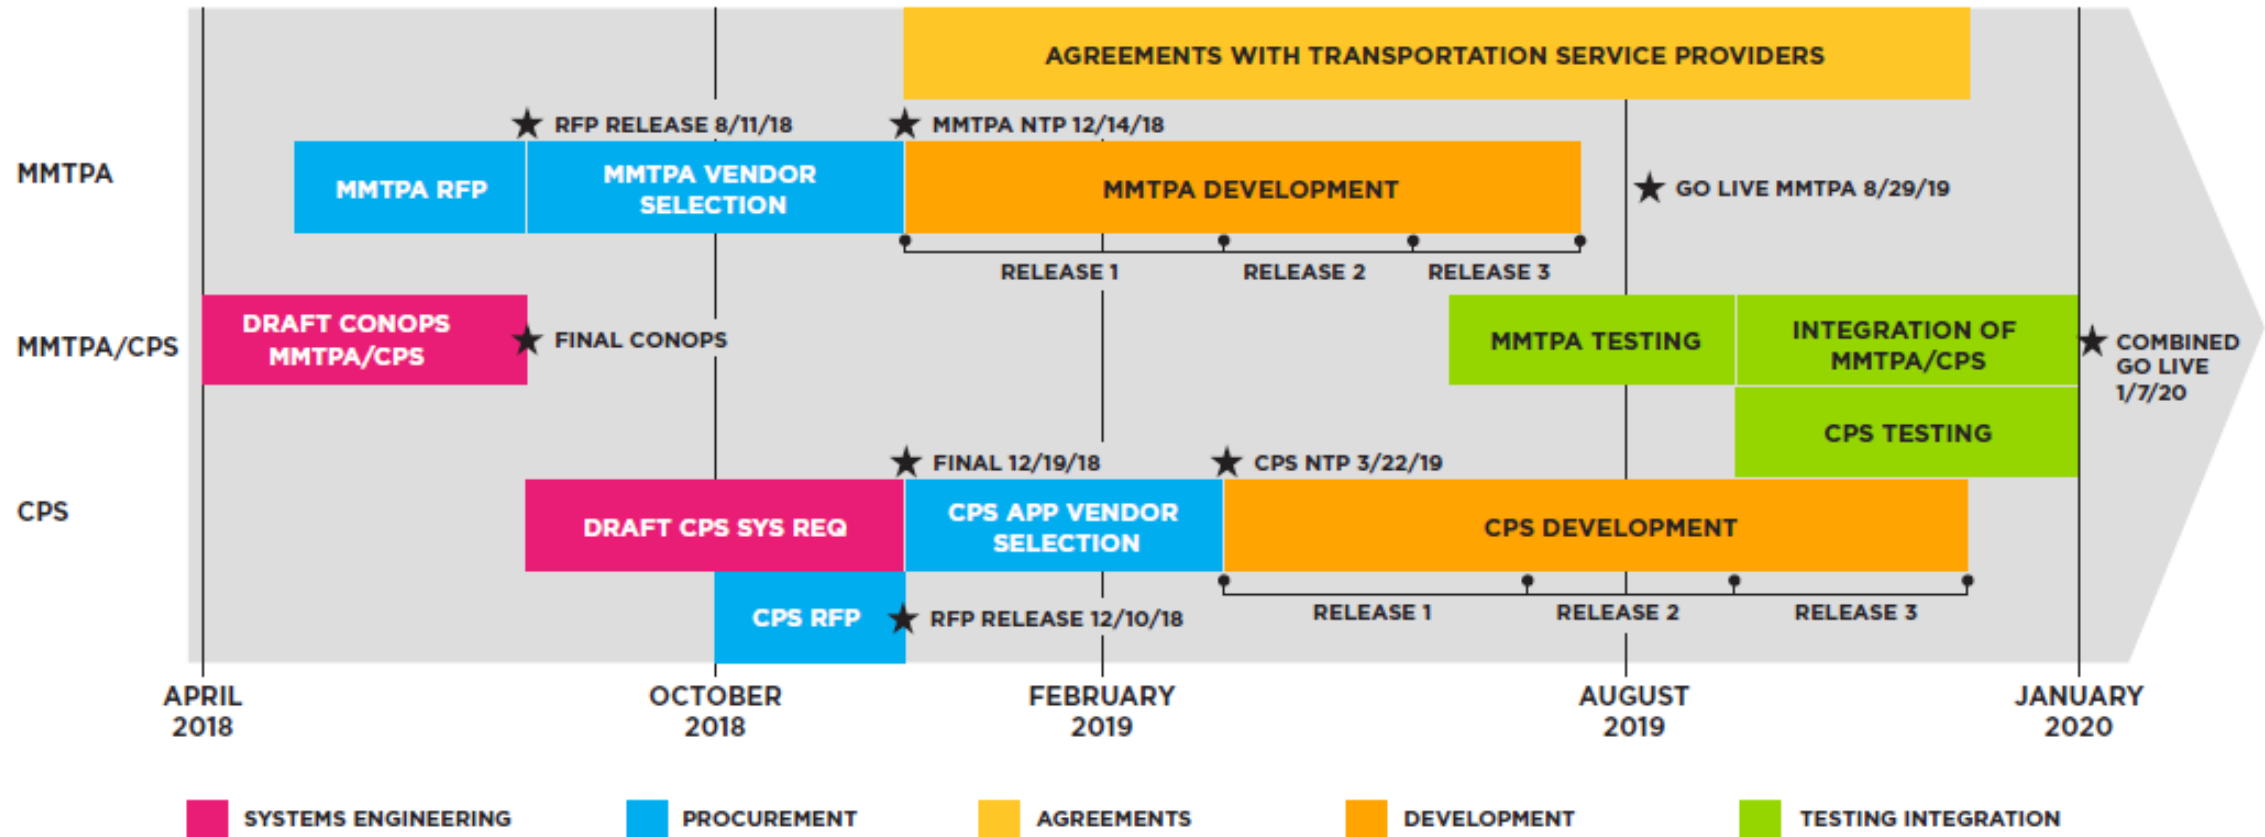 AGREEMENTS WITH TRANSPORTATION SERVICE PROVIDERS
RFP RELEASE 8/11/18
MMTPA NTP 12/14/18
MMTPA
MMTPA RFP
MMTPA VENDOR
SELECTION
MMTPA DEVELOPMENT
GO LIVE MMTPA 8/29/19
RELEASE 1
RELEASE 2
RELEASE 3
MMTPA/CPS
DRAFT CONOPS
MMTPA/CPS
FINAL CONOPS
MMTPA TESTING
INTEGRATION OF
MMTPA/CPS
COMBINED
GO LIVE
1/7/20
CPS TESTING
FINAL 12/19/18
CPS NTP 3/22/19
CPS
DRAFT CPS SYS REQ
CPS APP VENDOR
SELECTION
CPS DEVELOPMENT
CPS RFP
RFP RELEASE 12/10/18
RELEASE 1
RELEASE 2
RELEASE 3
APRIL
2018
OCTOBER
2018
FEBRUARY
2019
AUGUST
2019
JANUARY
2020
SYSTEMS ENGINEERING
PROCUREMENT
AGREEMENTS
DEVELOPMENT
TESTING INTEGRATION